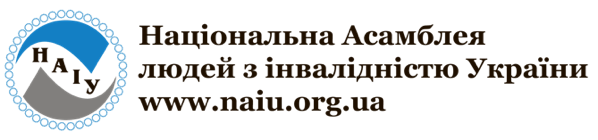 НАІУ
Національна Асамблея
людей з інвалідністю України
www.naiu.org.ua